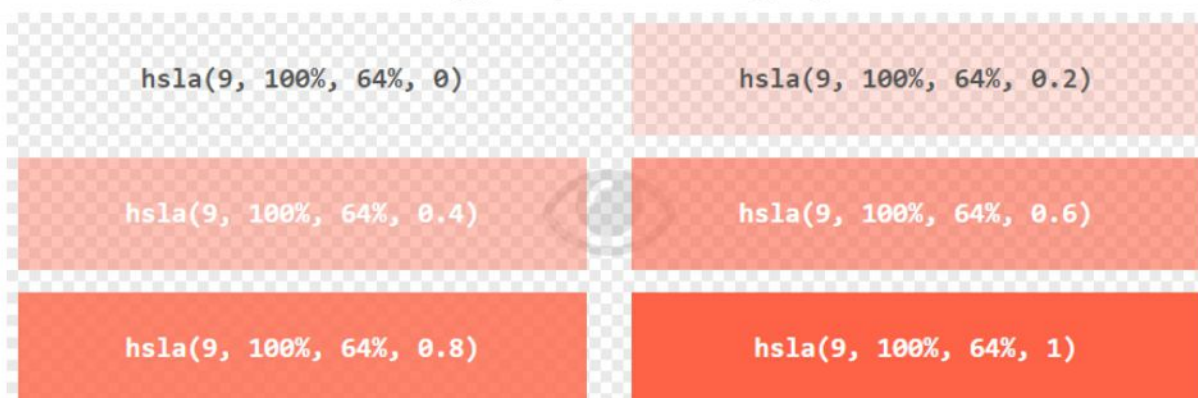 hsla(9, 100%, 64%, 0)
hsla(9, 100%, 64%, 0.2)
hsla(9, 100%, 64%, 0.4)
hsla(9, 100%, 64%, 0.6)
hsla(9, 100%, 64%, 0.8)
hsla(9, 100%, 64%, 1)